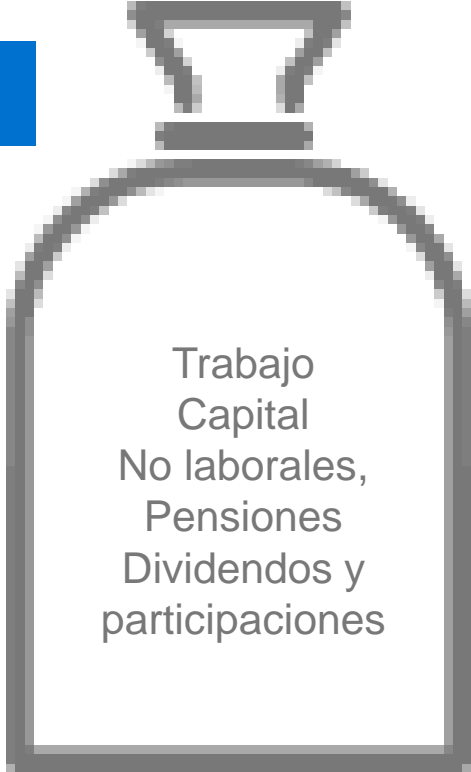 Trabajo
Capital
No laborales,
Pensiones
Dividendos y
participaciones